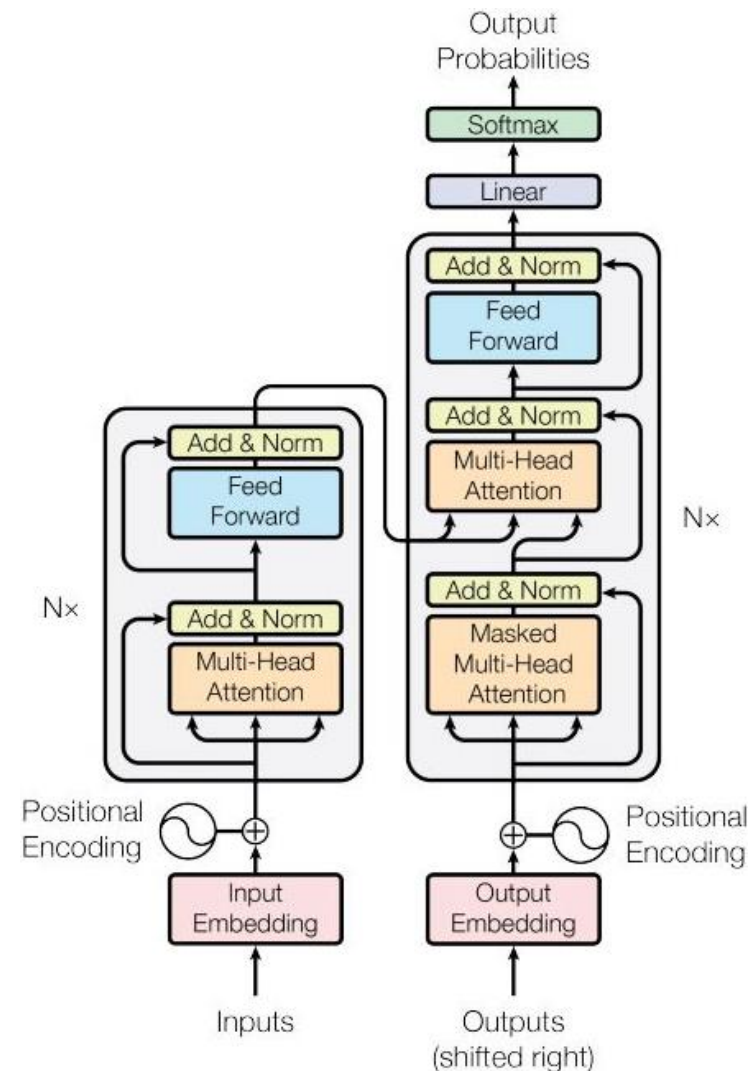 Output
Probabilities
Softmax
Linear
Add & Norm
Feed
Forward
Add & Norm
Multi-Head
Attention
Add & Norm
Masked
Multi-Head
Attention
Nx
Add & Norm
Feed
Forward
Add & Norm
Multi-Head
Attention
Nx
Positional
Encoding
Positional
Encoding
Input
Embedding
Output
Embedding
Inputs
Outputs
(shifted right)